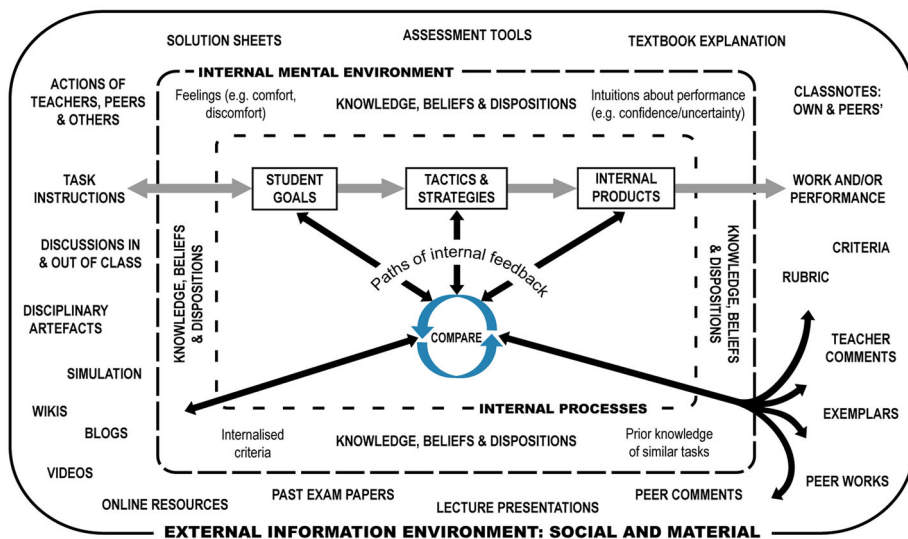 SOLUTION SHEETS
ASSESSMENT TOOLS
TEXTBOOK EXPLANATION
ACTIONS OF
TEACHERS, PEERS
& OTHERS
INTERNAL MENTAL ENVIRONMENT
Feelings (e.g. comfort,
discomfort)
KNOWLEDGE, BELIEFS & DISPOSITIONS
Intuitions about performance
(e.g. confidence/uncertainty)
CLASSNOTES:
OWN & PEERS'
TASK
INSTRUCTIONS
STUDENT
GOALS
TACTICS &
STRATEGIES
INTERNAL
PRODUCTS
WORK AND/OR
PERFORMANCE
DISCUSSIONS IN
& OUT OF CLASS
KNOWLEDGE, BELIEFS
& DISPOSITIONS
Paths of internal feedback
COMPARE
KNOWLEDGE, BELIEFS
& DISPOSITIONS
CRITERIA
RUBRIC
DISCIPLINARY
ARTEFACTS
TEACHER
COMMENTS
SIMULATION
WIKIS
BLOGS
VIDEOS
EXEMPLARS
INTERNAL PROCESSES
Internalised
criteria
KNOWLEDGE, BELIEFS & DISPOSITIONS
Prior knowledge
of similar tasks
PEER WORKS
ONLINE RESOURCES
PAST EXAM PAPERS
LECTURE PRESENTATIONS
PEER COMMENTS
EXTERNAL INFORMATION ENVIRONMENT: SOCIAL AND MATERIAL